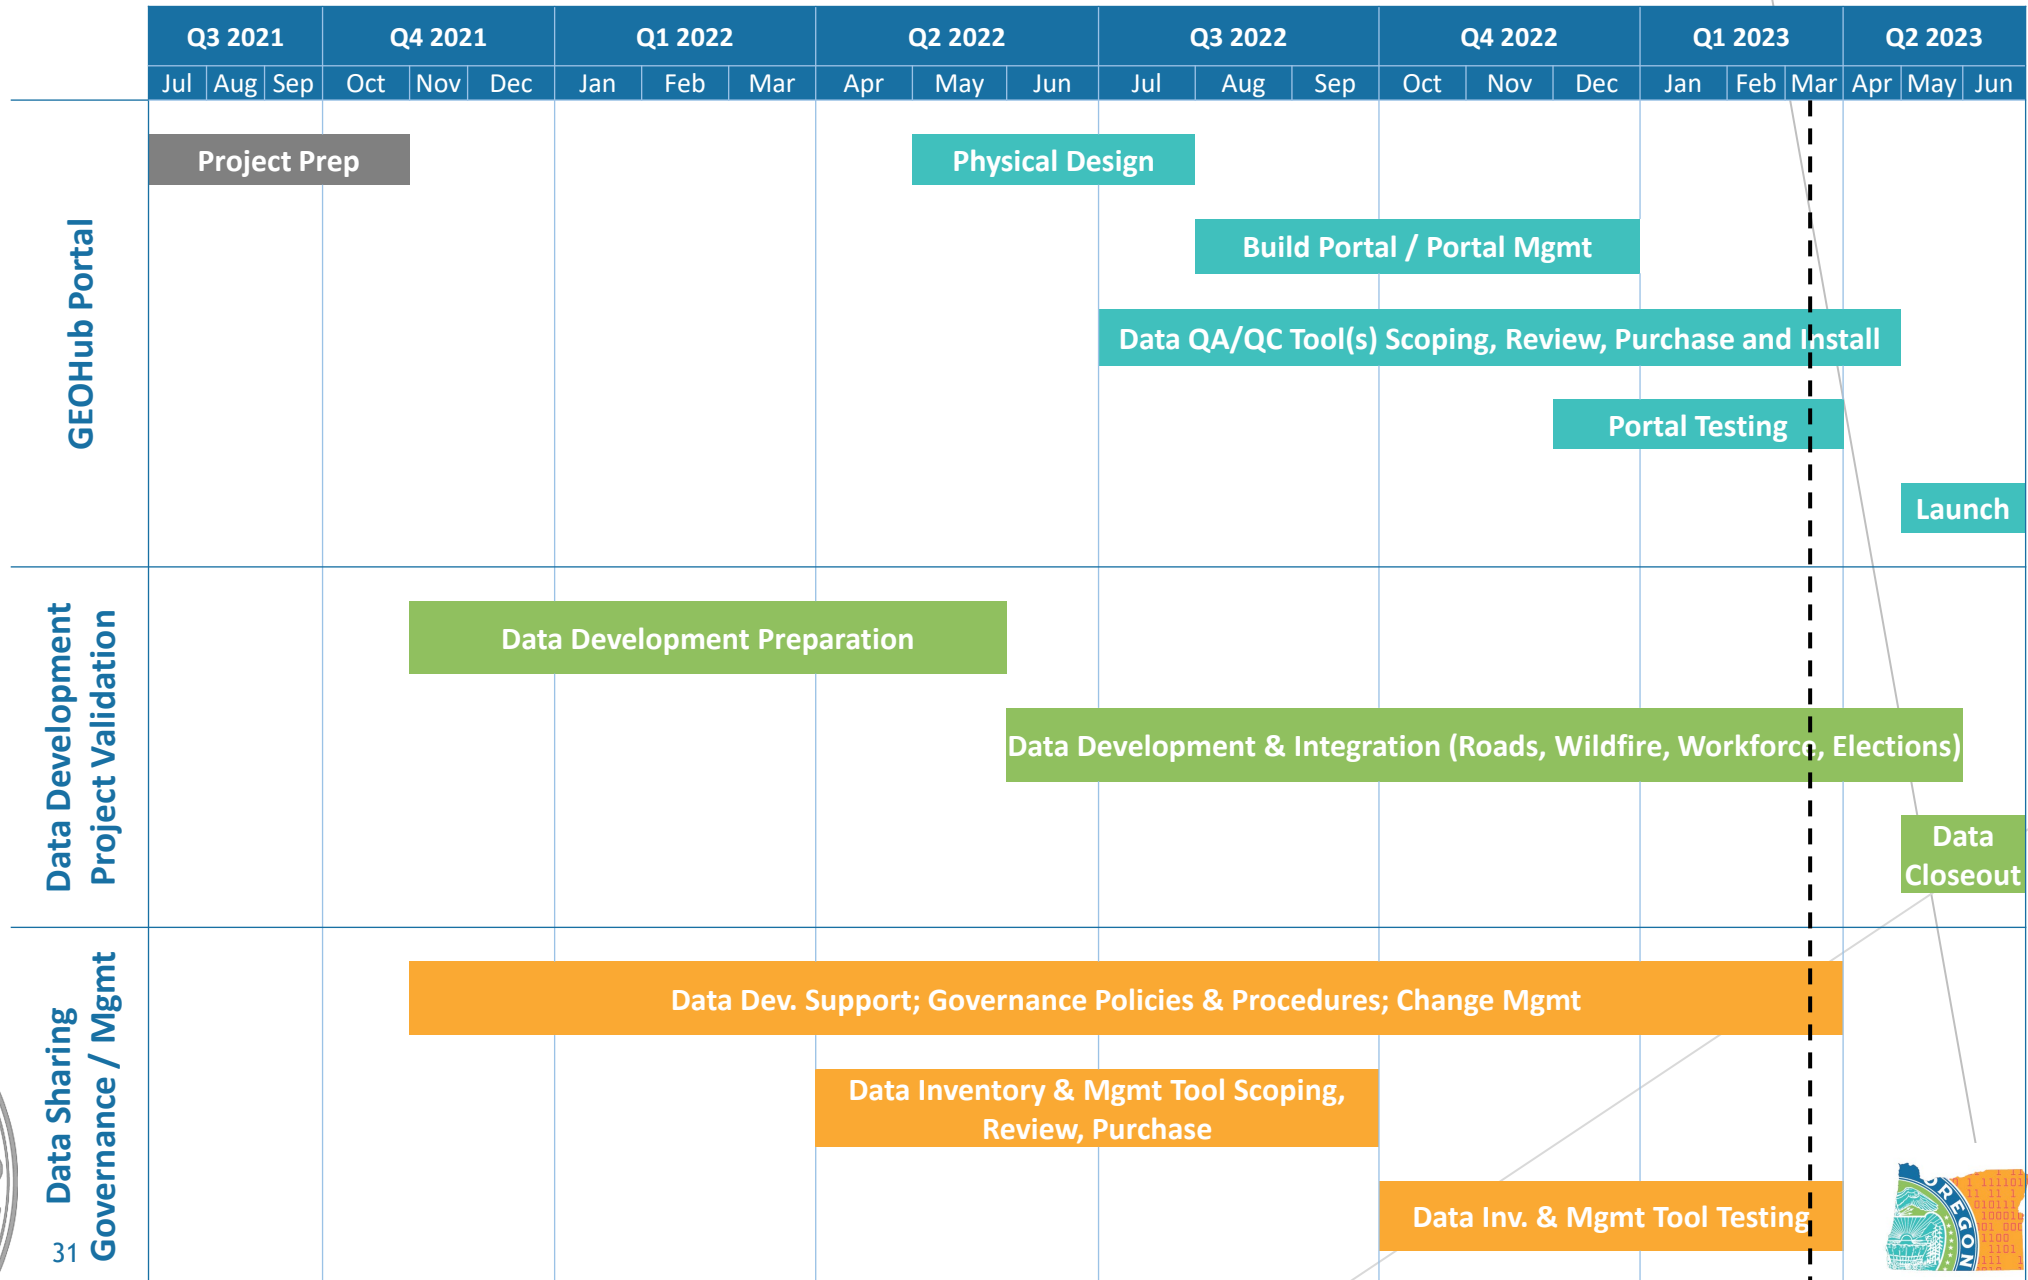 Q3 2021 Q4 2021 Q1 2022 Q2 2022 Q3 2022 Q4 2022 Q1 2023 Q2 2023
Jul Aug Sep Oct Nov Dec Jan Feb Mar Apr May Jun Jul Aug Sep Oct Nov Dec Jan Feb Mar Apr May Jun
GEOHub Portal
Project Prep
Physical Design
Build Portal / Portal Mgmt
Data QA/QC Tool(s) Scoping, Review, Purchase and Install
Portal Testing
Launch
Data Development
Project Validation
Data Development Preparation
Data Development & Integration (Roads, Wildfire, Workforce, Elections)
Data
Closeout
Data Sharing
Governance / Mgmt
Data Dev. Support; Governance Policies & Procedures; Change Mgmt
Data Inventory & Mgmt Tool Scoping,
Review, Purchase
Data Inv. & Mgmt Tool Testing
31
OREGON